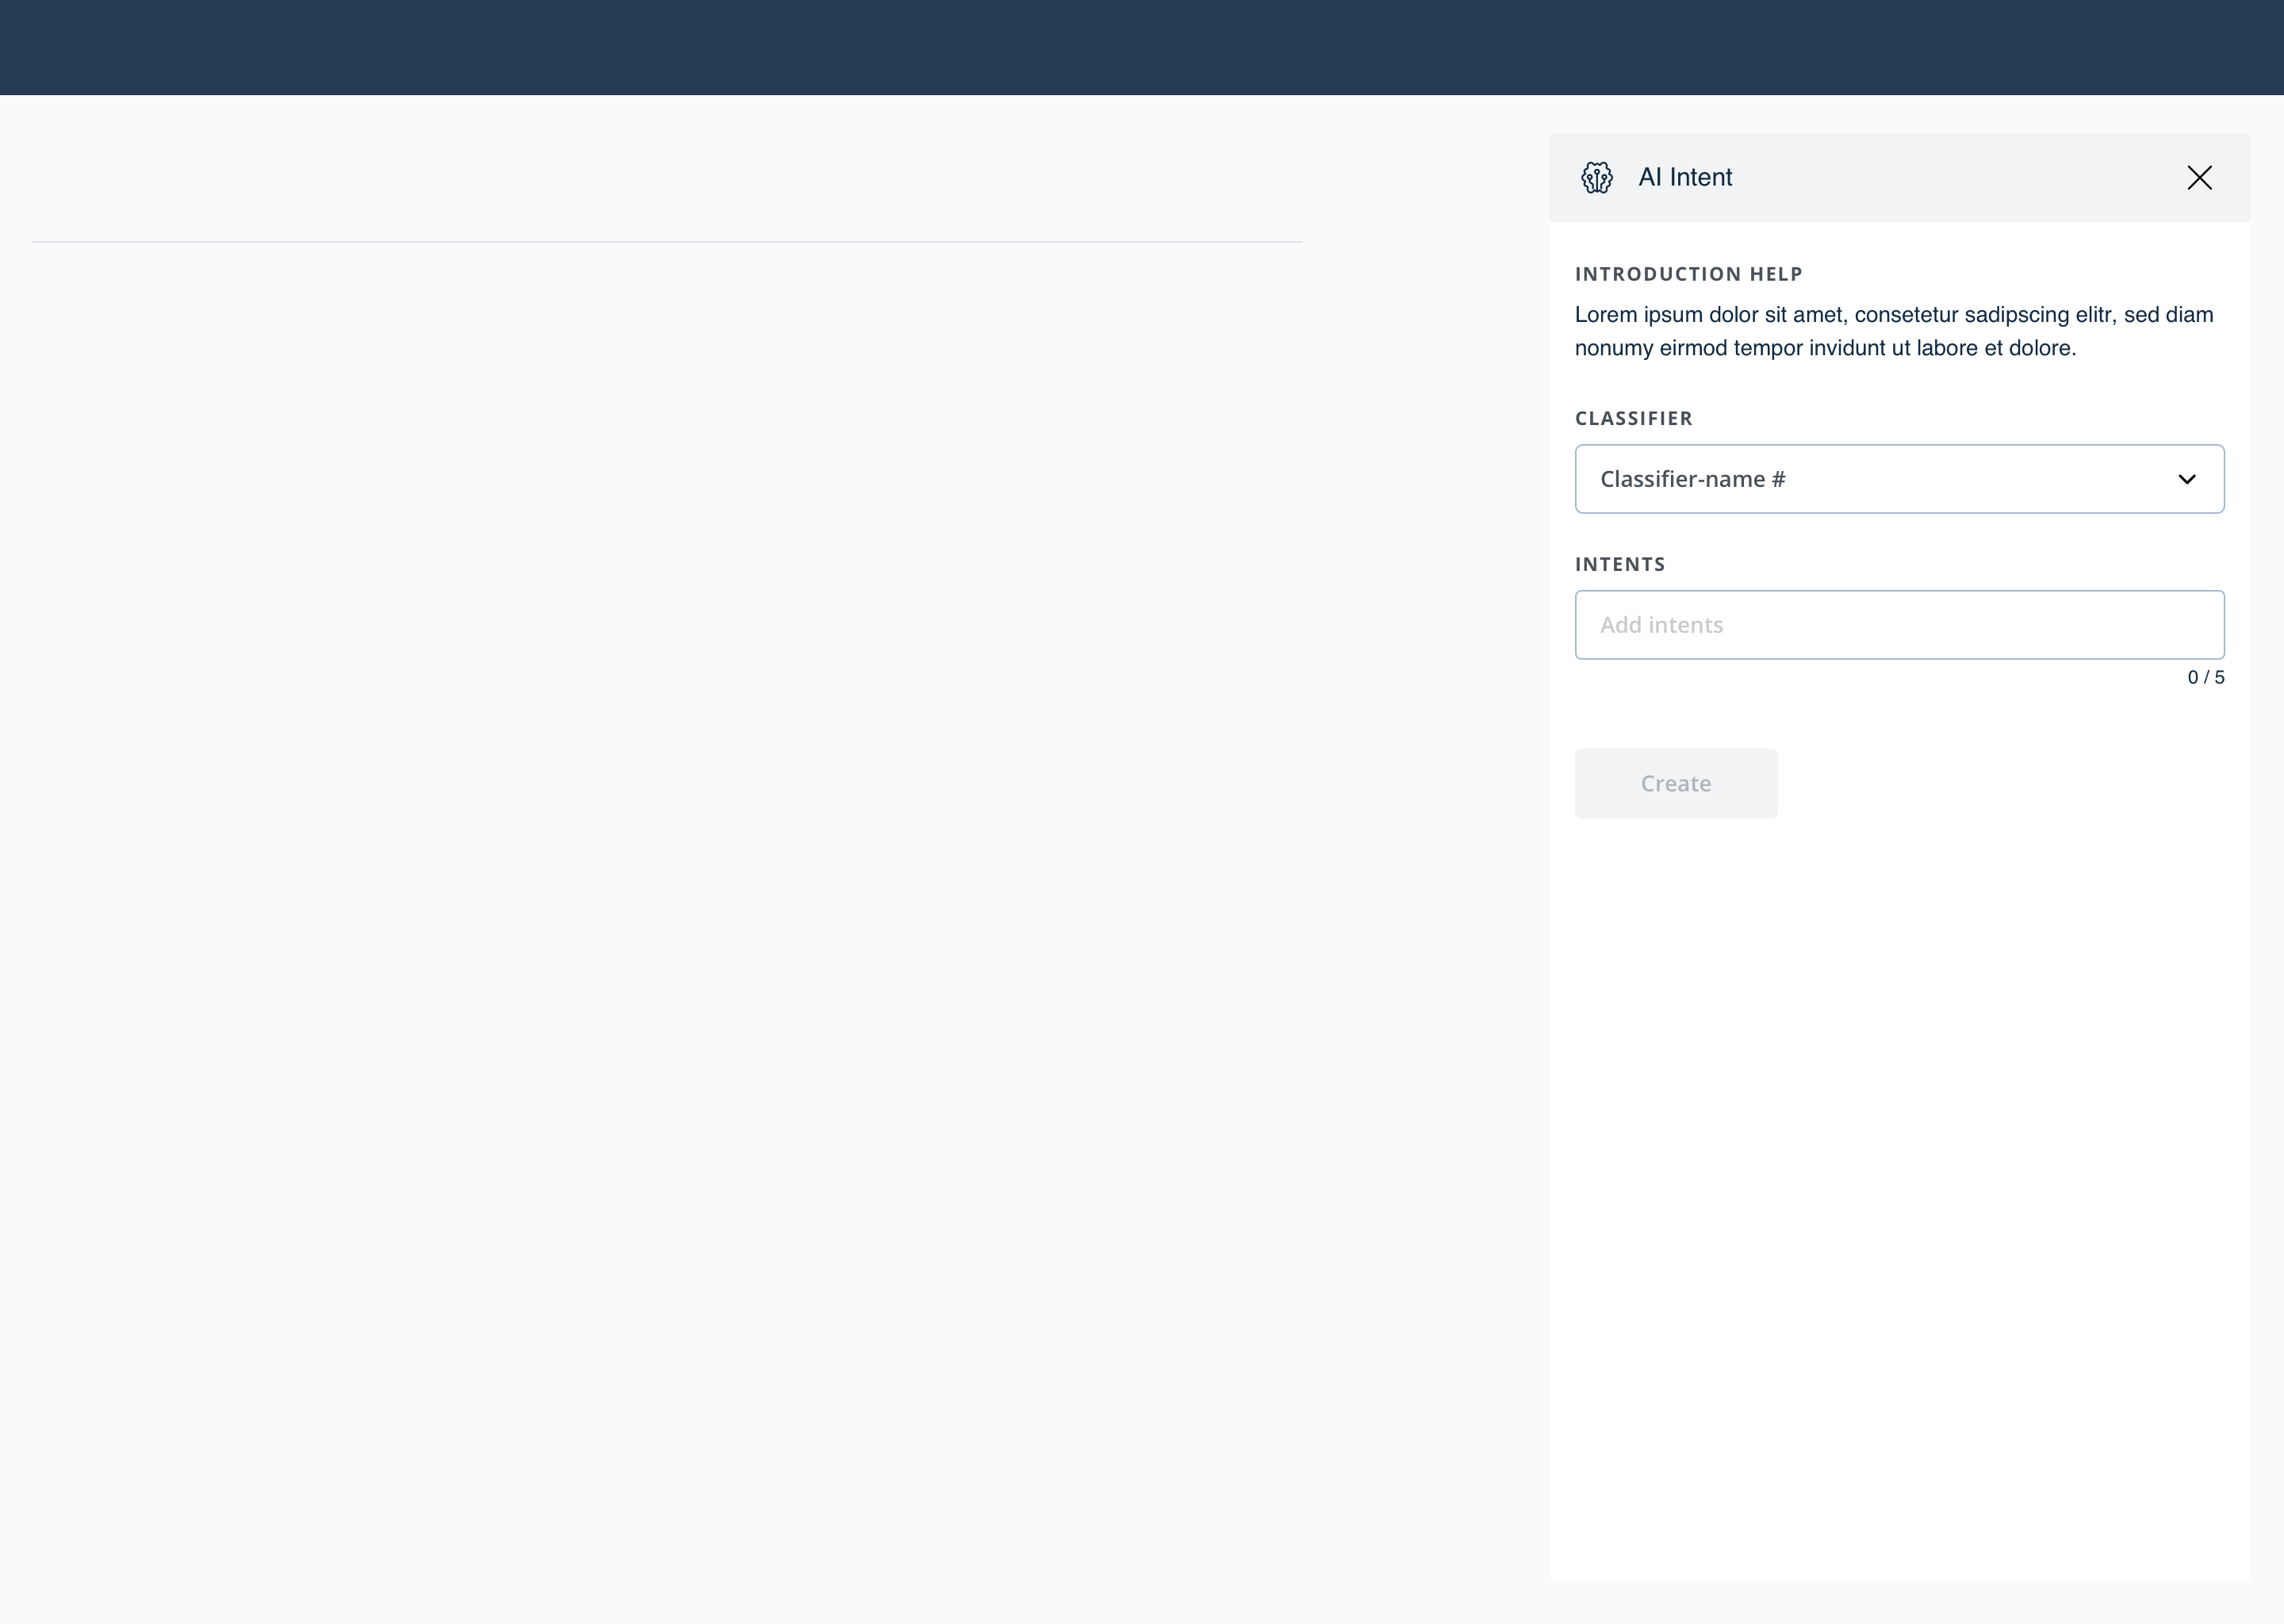 AI Intent
INTRODUCTION HELP
Lorem ipsum dolor sit amet, consetetur sadipscing elitr, sed diam
nonumy eirmod tempor invidunt ut labore et dolore.
CLASSIFIER
Classifier-name #
INTENTS
Add intents
0 / 5
Create